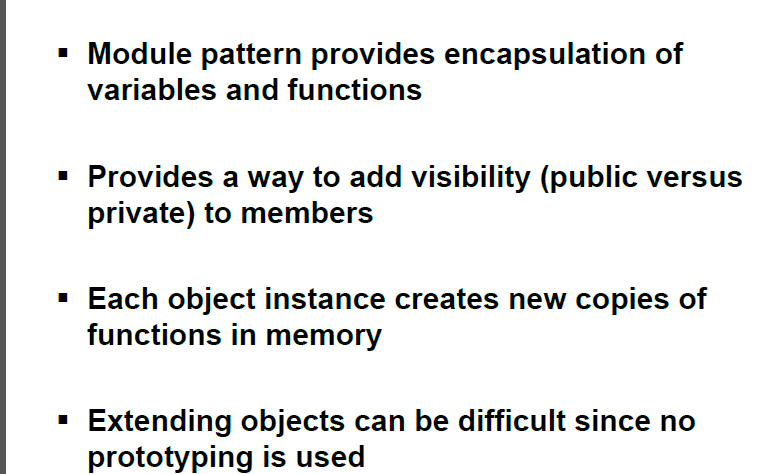 ▪ Module pattern provides encapsulation of
variables and functions
▪ Provides a way to add visibility (public versus
private) to members
▪ Each object instance creates new copies of
functions in memory
▪ Extending objects can be difficult since no
prototyping is used